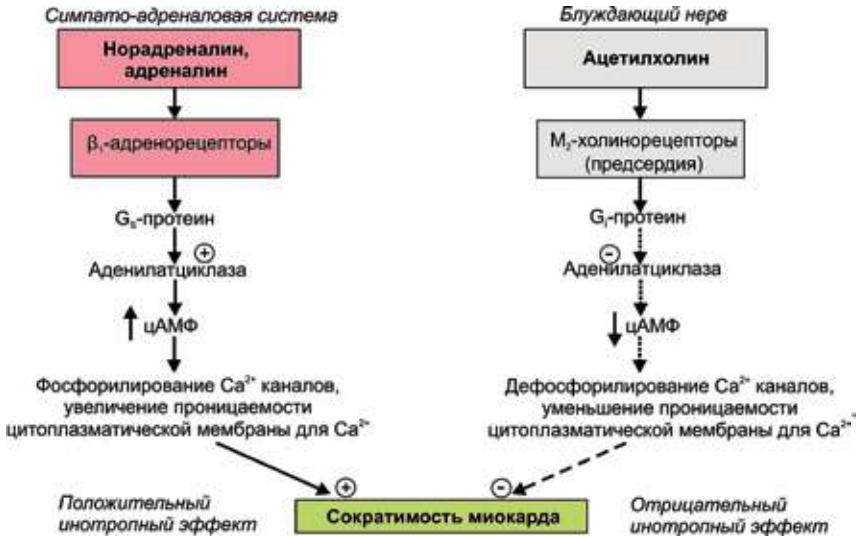 Симпато-адреналовая система
Норадреналин,
адреналин
β₁-адренорецепторы
Gₛ-протеин
+
Аденилатциклаза
цАМФ
Фосфорилирование Ca²⁺ каналов,
увеличение проницаемости
цитоплазматической мембраны для Ca²⁺
Блуждающий нерв
Ацетилхолин
М₂-холинорецепторы
(предсердия)
Gᵢ-протеин
−
Аденилатциклаза
цАМФ
Дефосфорилирование Ca²⁺ каналов,
уменьшение проницаемости
цитоплазматической мембраны для Ca²⁺
+
−
Положительный
инотропный эффект
Сократимость миокарда
Отрицательный
инотропный эффект